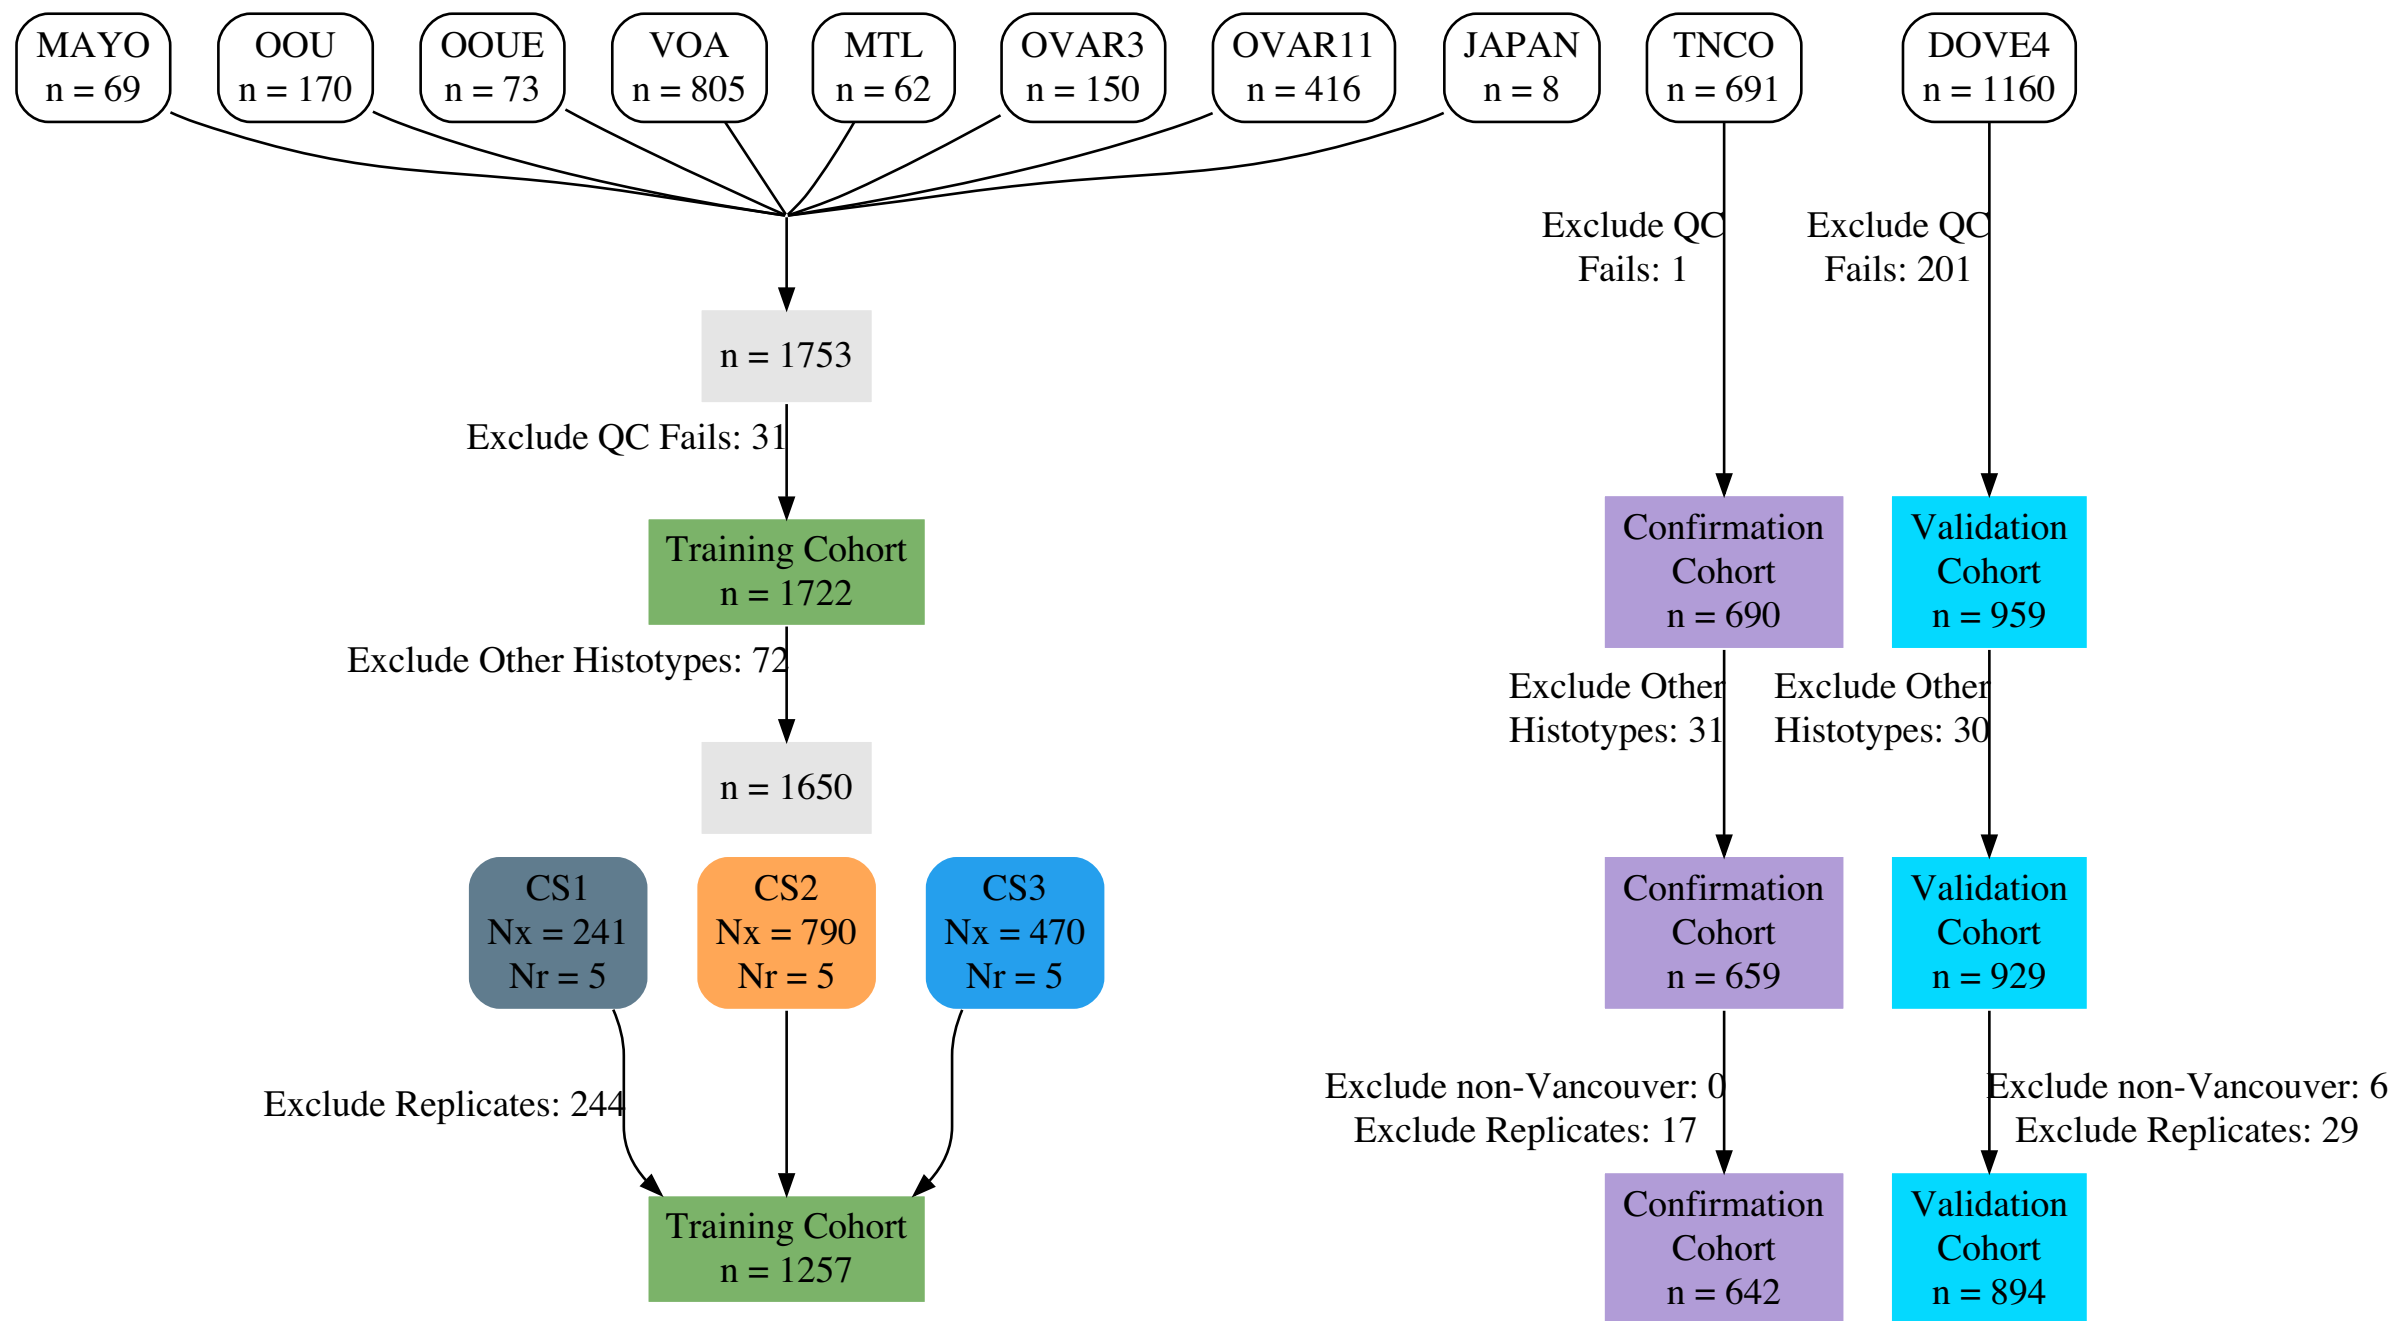 MAYO
n = 69
OOU
n = 170
OOUE
n = 73
VOA
n = 805
MTL
n = 62
OVAR3
n = 150
OVAR11
n = 416
JAPAN
n = 8
TNCO
n = 691
DOVE4
n = 1160
Exclude QC
Fails: 1
Exclude QC
Fails: 201
n = 1753
Exclude QC Fails: 31
Training Cohort
n = 1722
Confirmation
Cohort
n = 690
Validation
Cohort
n = 959
Exclude Other Histotypes: 72
Exclude Other
Histotypes: 31
Exclude Other
Histotypes: 30
n = 1650
CS1
Nx = 241
Nr = 5
CS2
Nx = 790
Nr = 5
CS3
Nx = 470
Nr = 5
Confirmation
Cohort
n = 659
Validation
Cohort
n = 929
Exclude Replicates: 244
Exclude non-Vancouver: 0
Exclude Replicates: 17
Exclude non-Vancouver: 6
Exclude Replicates: 29
Training Cohort
n = 1257
Confirmation
Cohort
n = 642
Validation
Cohort
n = 894